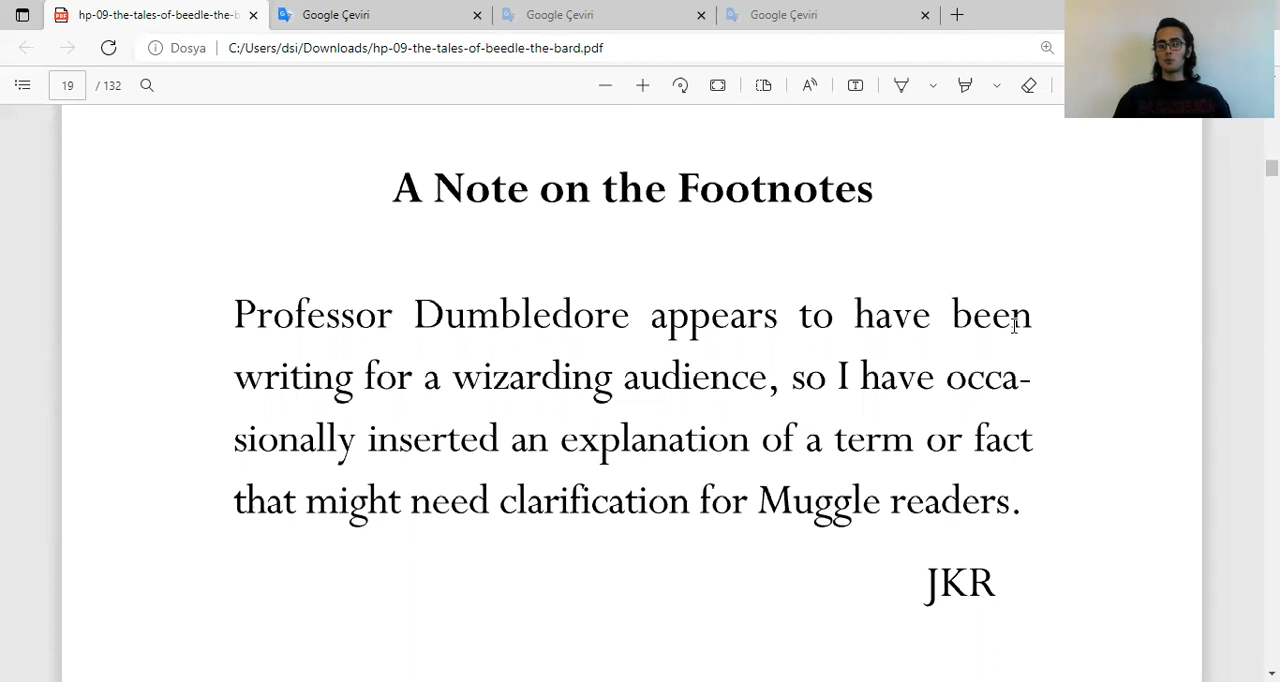 hp-09-the-tales-of-beedle-the-b
Google Çeviri
Google Çeviri
Google Çeviri
Dosya
C:/Users/dsi/Downloads/hp-09-the-tales-of-beedle-the-bard.pdf
19 / 132
A Note on the Footnotes
Professor Dumbledore appears to have been
writing for a wizarding audience, so I have occa-
sionally inserted an explanation of a term or fact
that might need clarification for Muggle readers.
JKR